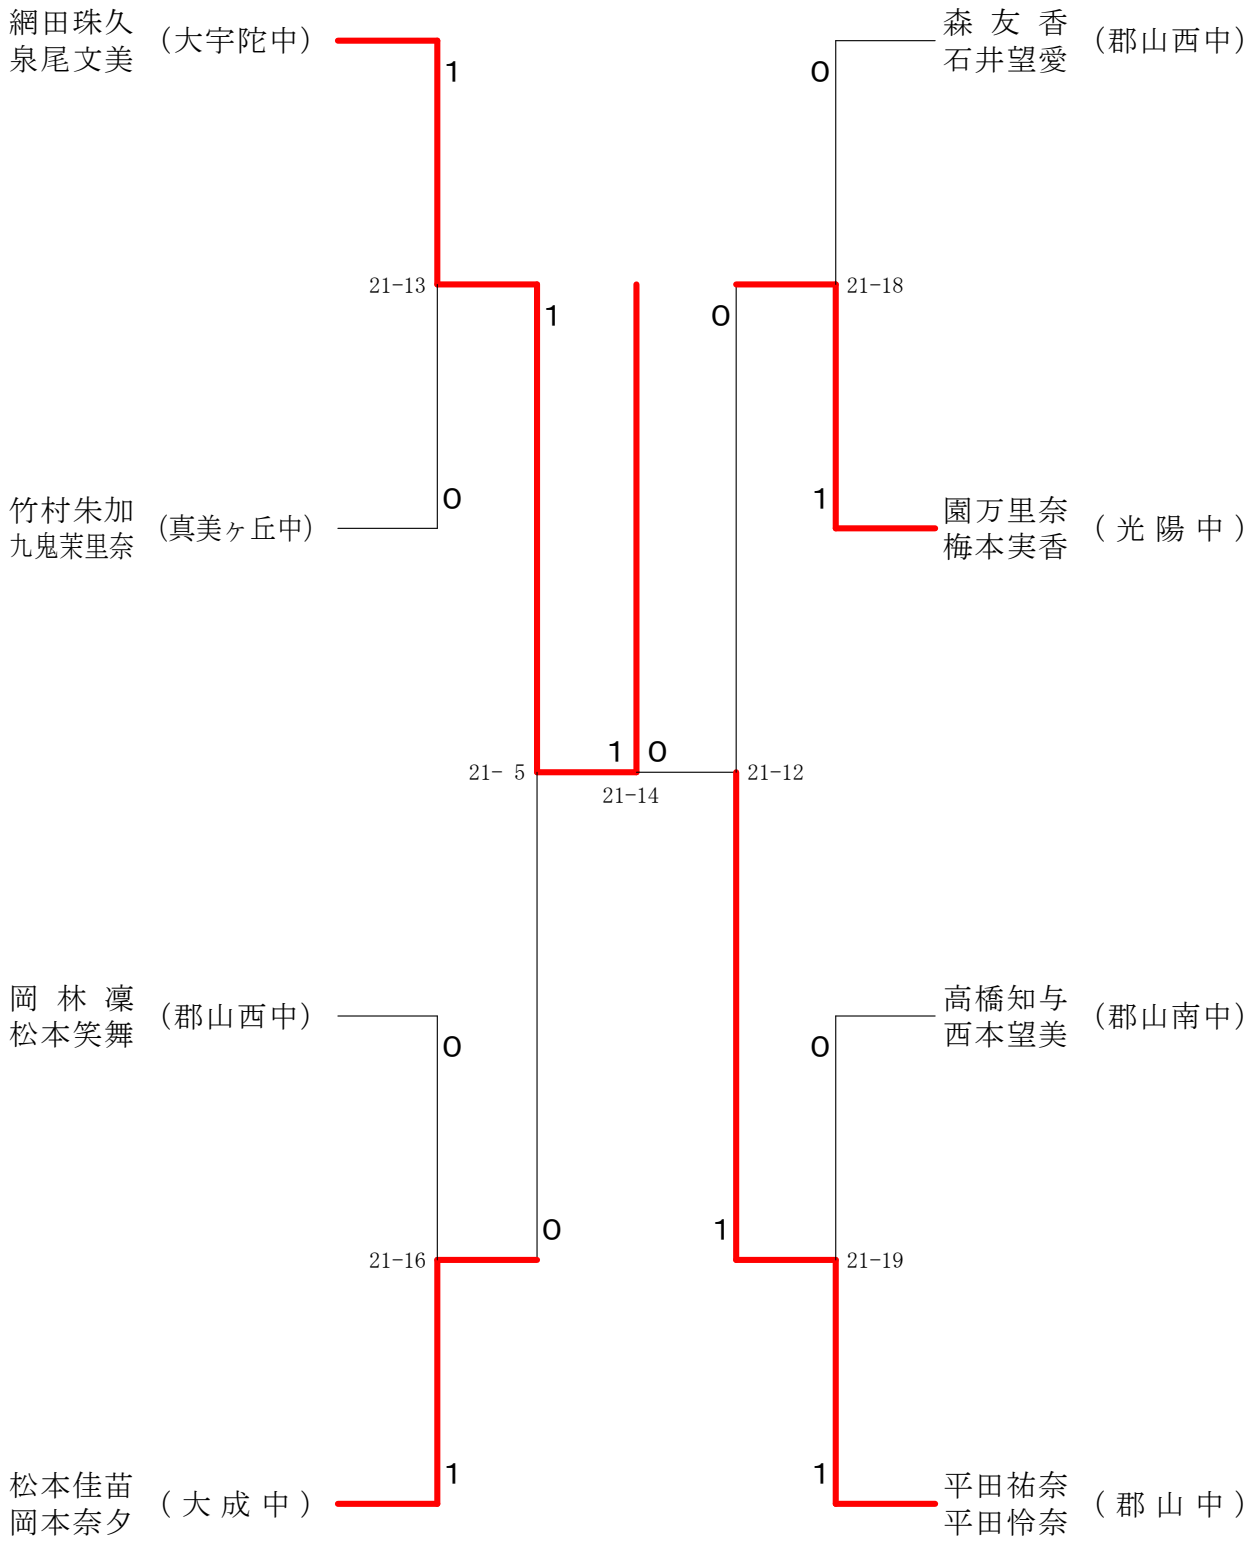 網田珠久
泉尾文美
(大宇陀中)
1
森 友 香
石井望愛
(郡山西中)
0
21-13
1
0
21-18
竹村朱加
九鬼茉里奈
(真美ヶ丘中)
0
1
園万里奈
梅本実香
(光陽中)
21- 5
1
0
21-14
21-12
岡 林 凜
松本笑舞
(郡山西中)
0
高橋知与
西本望美
(郡山南中)
0
21-16
0
1
21-19
松本佳苗
岡本奈夕
(大成中)
1
1
平田祐奈
平田怜奈
(郡山中)